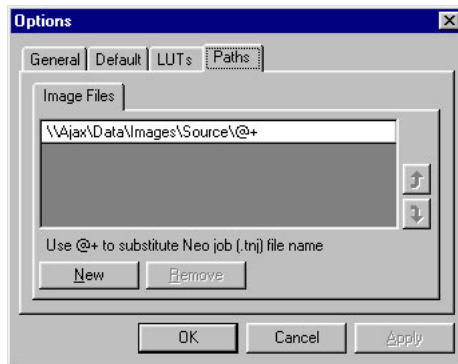 Options
General Default LUTs Paths
Image Files
\\Ajax\Data\Images\Source\@+
Use @+ to substitute Neo job (.tnj) file name
New Remove
OK Cancel Apply